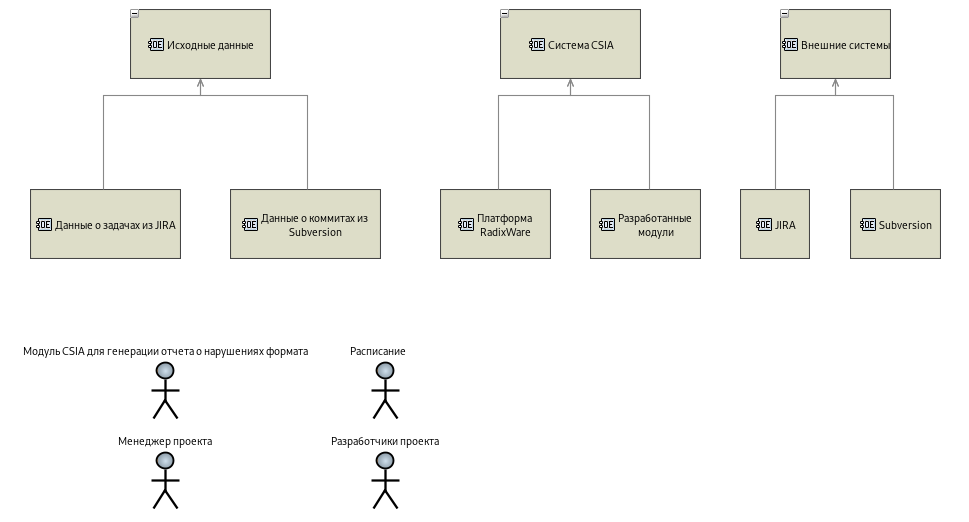 Исходные данные
Система CSIA
Внешние системы
Данные о задачах из JIRA
Данные о коммитах из
Subversion
Платформа
RadixWare
Разработанные
модули
JIRA
Subversion
Модуль CSIA для генерации отчета о нарушениях формата
Расписание
Менеджер проекта
Разработчики проекта